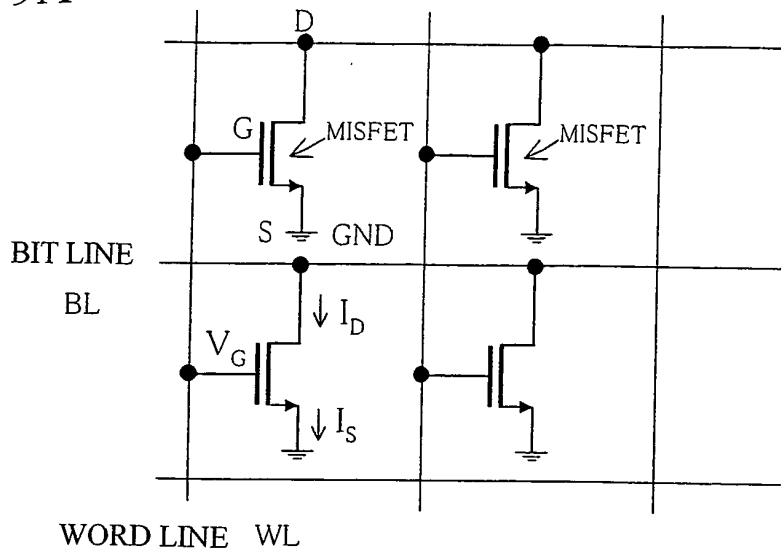 D
G
MISFET
MISFET
S
GND
BIT LINE
BL
I_D
V_G
I_S
WORD LINE WL